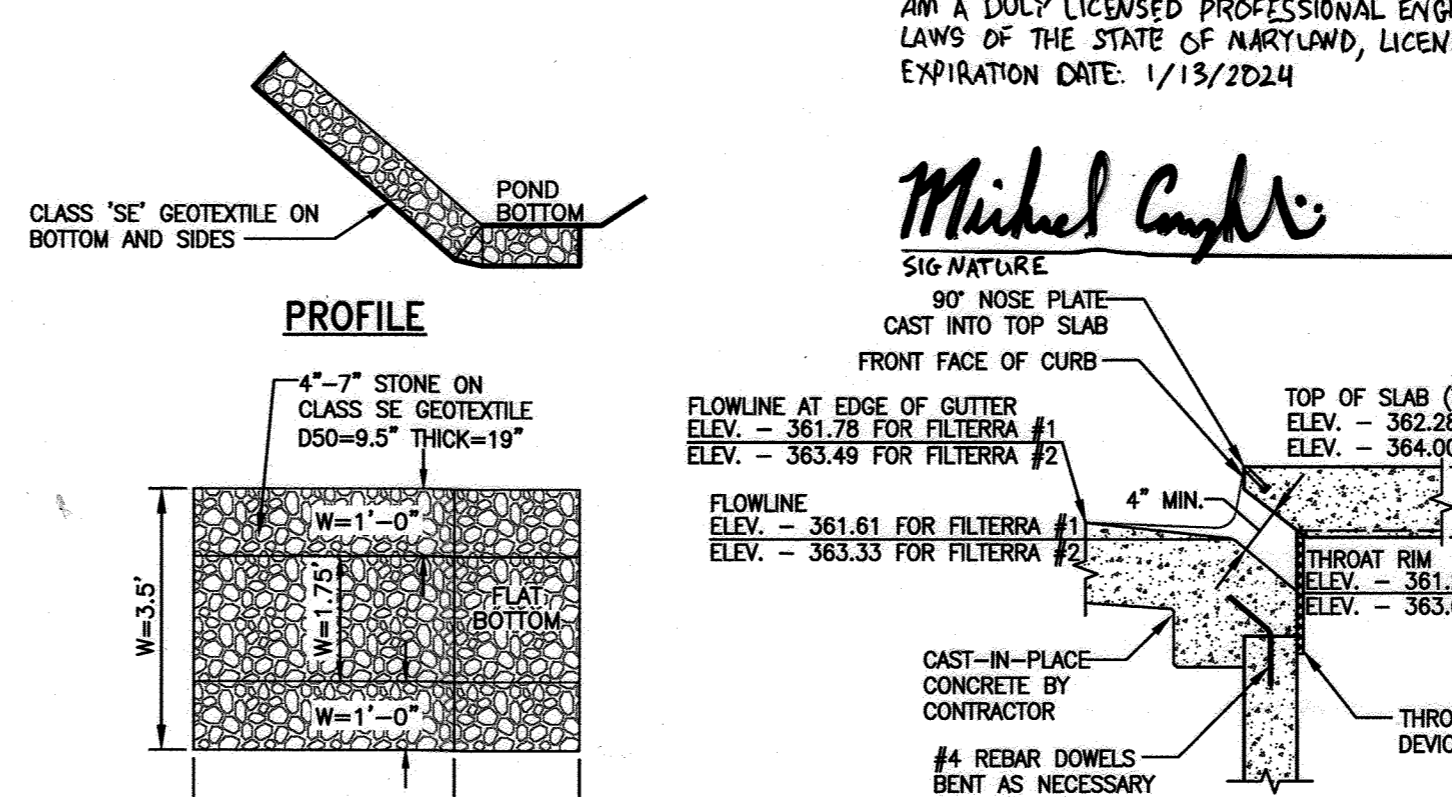 AM A DULY LICENSED PROFESSIONAL
LAWS OF THE STATE OF MARYLAND,
EXPIRATION DATE: 1/13/2024
SIGNATURE
CLASS 'SE' GEOTEXTILE ON
BOTTOM AND SIDES
POND
BOTTOM
PROFILE
4"-7" STONE ON
CLASS SE GEOTEXTILE
D50=9.5" THICK=19"
W=1'-0"
W=3.5'
W=1.75'
FLAT
BOTTOM
W=1'-0"
90° NOSE PLATE
CAST INTO TOP SLAB
FRONT FACE OF CURB
FLOWLINE AT EDGE OF GUTTER
ELEV. - 361.78 FOR FILTERRA #1
ELEV. - 363.49 FOR FILTERRA #2
FLOWLINE
ELEV. - 361.61 FOR FILTERRA #1
ELEV. - 363.33 FOR FILTERRA #2
4" MIN.
TOP OF SLAB (
ELEV. - 362.28
ELEV. - 364.00
THROAT RIM
ELEV. - 361.
ELEV. - 363.
CAST-IN-PLACE
CONCRETE BY
CONTRACTOR
#4 REBAR DOWELS
BENT AS NECESSARY